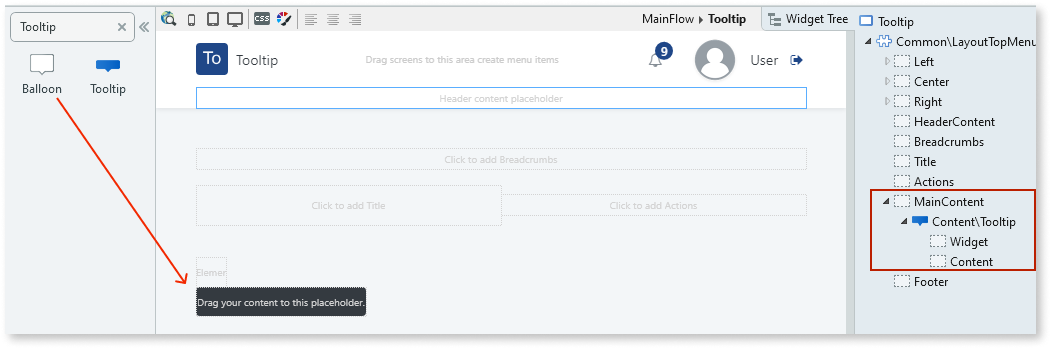 Tooltip
Balloon
Tooltip
CSS
MainFlow
Tooltip
Widget Tree
To
Tooltip
Drag screens to this area create menu items
9
User
Header content placeholder
Click to add Breadcrumbs
Click to add Title
Click to add Actions
Elemer
Drag your content to this placeholder.
Tooltip
Common\LayoutTopMenu
Left
Center
Right
HeaderContent
Breadcrumbs
Title
Actions
MainContent
Content\Tooltip
Widget
Content
Footer